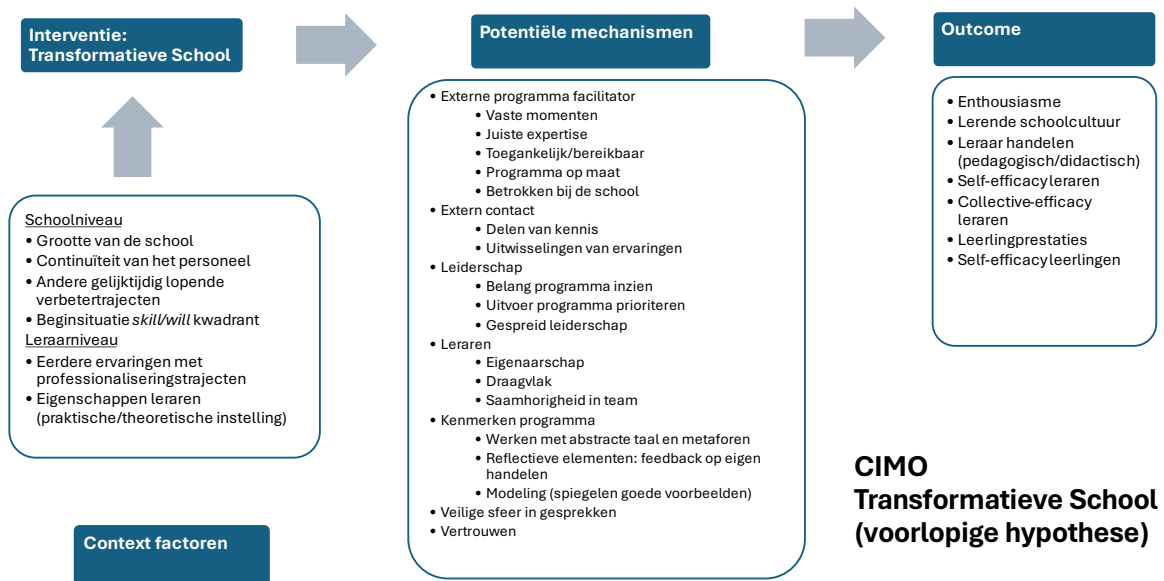 Interventie:
Transformatieve School
Potentiële mechanismen
Outcome
• Externe programma facilitator
• Vaste momenten
• Juiste expertise
• Toegankelijk/bereikbaar
• Programma op maat
• Betrokken bij de school
• Extern contact
• Delen van kennis
• Uitwisselingen van ervaringen
• Leiderschap
• Belang programma inzien
• Uitvoer programma prioriteren
• Gespreid leiderschap
• Leraren
• Eigenaarschap
• Draagvlak
• Saamhorigheid in team
• Kenmerken programma
• Werken met abstracte taal en metaforen
• Reflectieve elementen: feedback op eigen
handelen
• Modeling (spiegelen goede voorbeelden)
• Veilige sfeer in gesprekken
• Vertrouwen
• Enthousiasme
• Lerende schoolcultuur
• Leraar handelen
(pedagogisch/didactisch)
• Self-efficacy leraren
• Collective-efficacy
leraren
• Leerlingprestaties
• Self-efficacy leerlingen
Schoolniveau
• Grootte van de school
• Continuïteit van het personeel
• Andere gelijktijdig lopende
verbetertrajecten
• Beginsituatie skill/will kwadrant
Leraarniveau
• Eerdere ervaringen met
professionaliseringstrajecten
• Eigenschappen leraren
(praktische/theoretische instelling)
Context factoren
CIMO
Transformatieve School
(voorlopige hypothese)